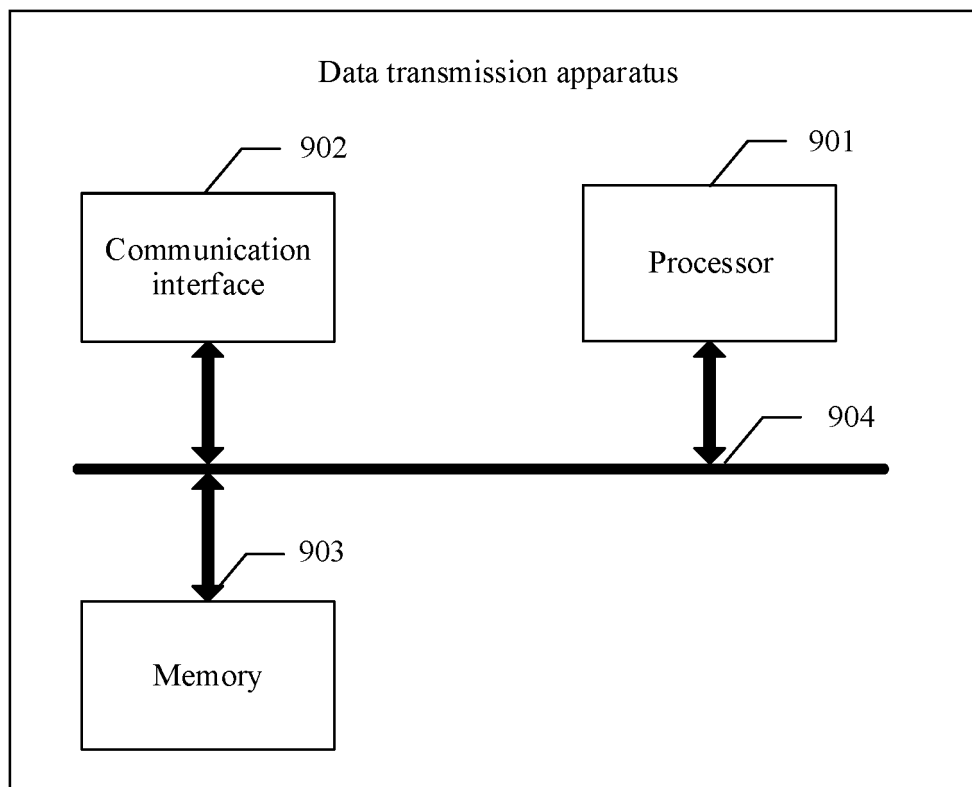 Data transmission apparatus
902
901
Communication
interface
Processor
904
903
Memory